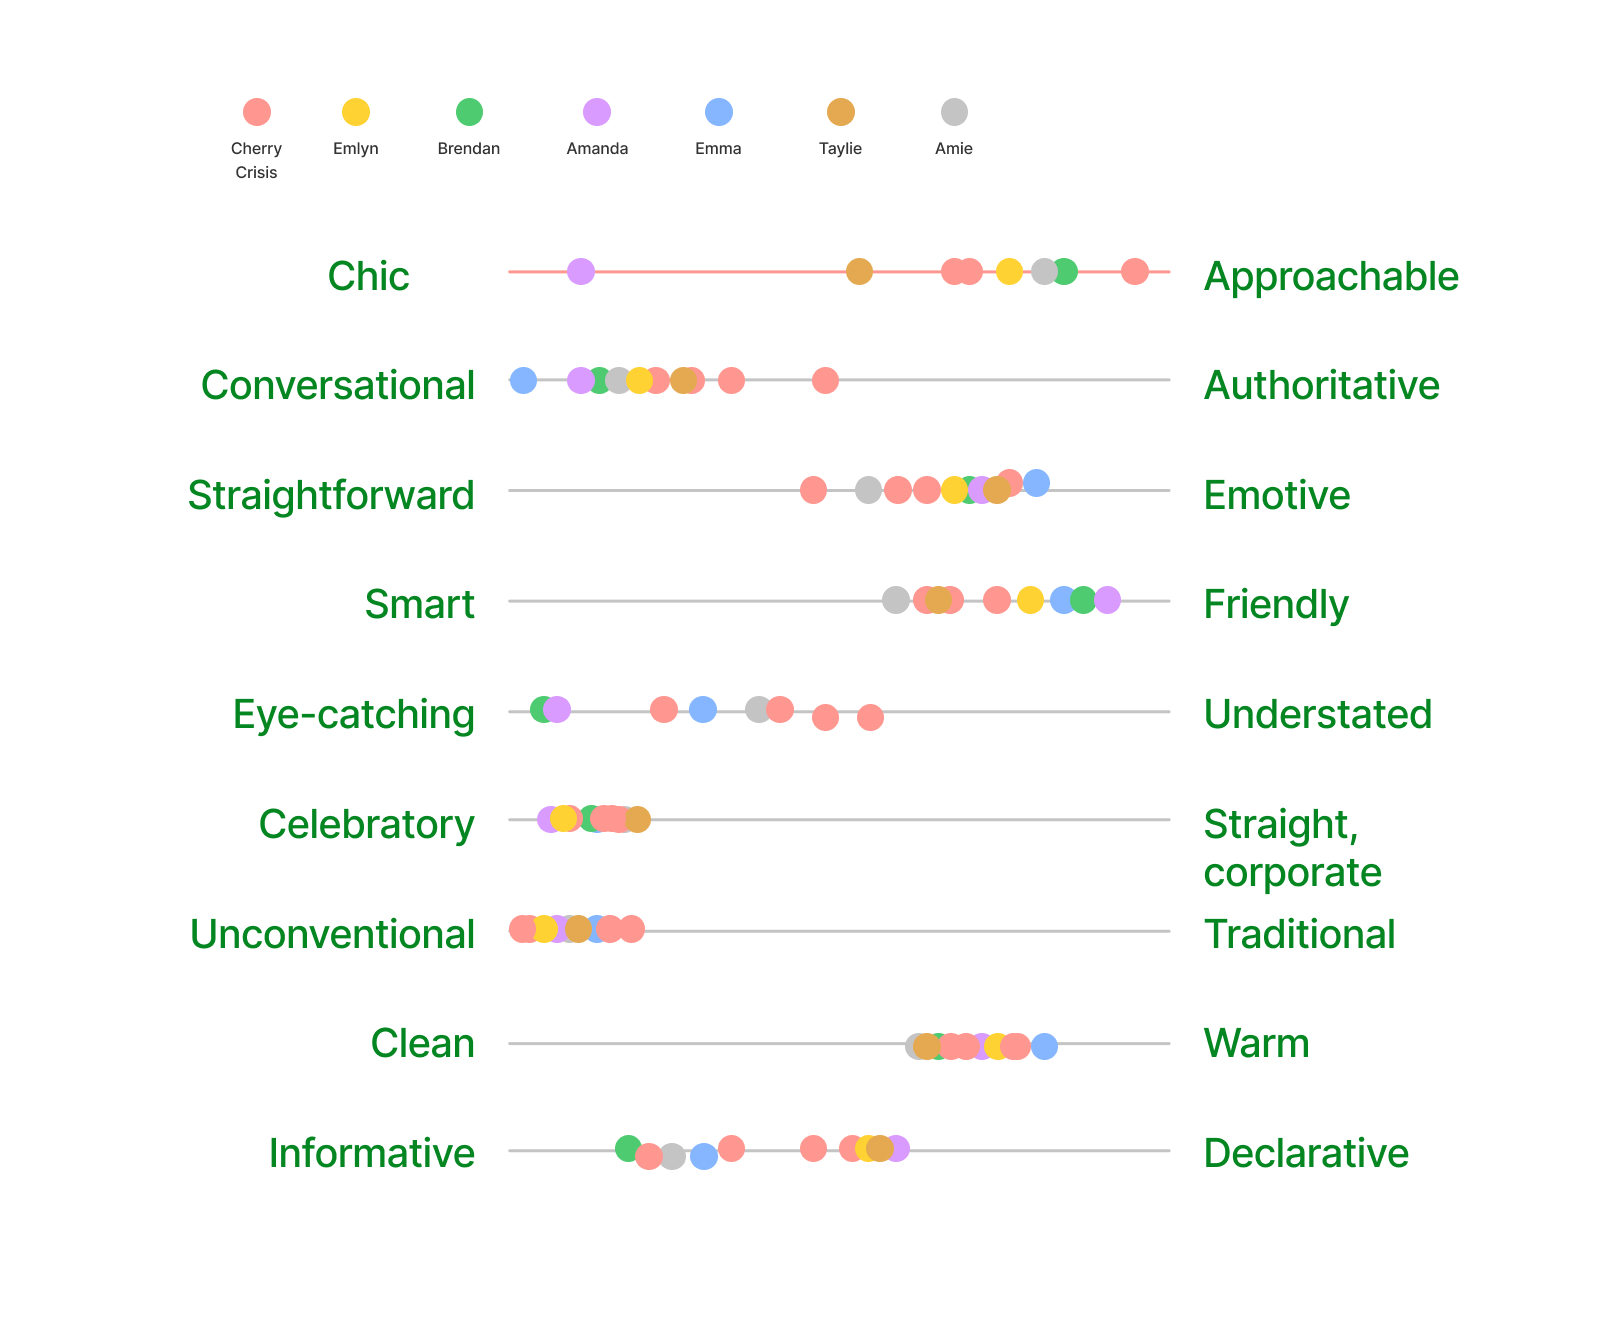 Cherry
Crisis
Emlyn
Brendan
Amanda
Emma
Taylie
Amie
Chic
Approachable
Conversational
Authoritative
Straightforward
Emotive
Smart
Friendly
Eye-catching
Understated
Celebratory
Straight,
corporate
Unconventional
Traditional
Clean
Warm
Informative
Declarative